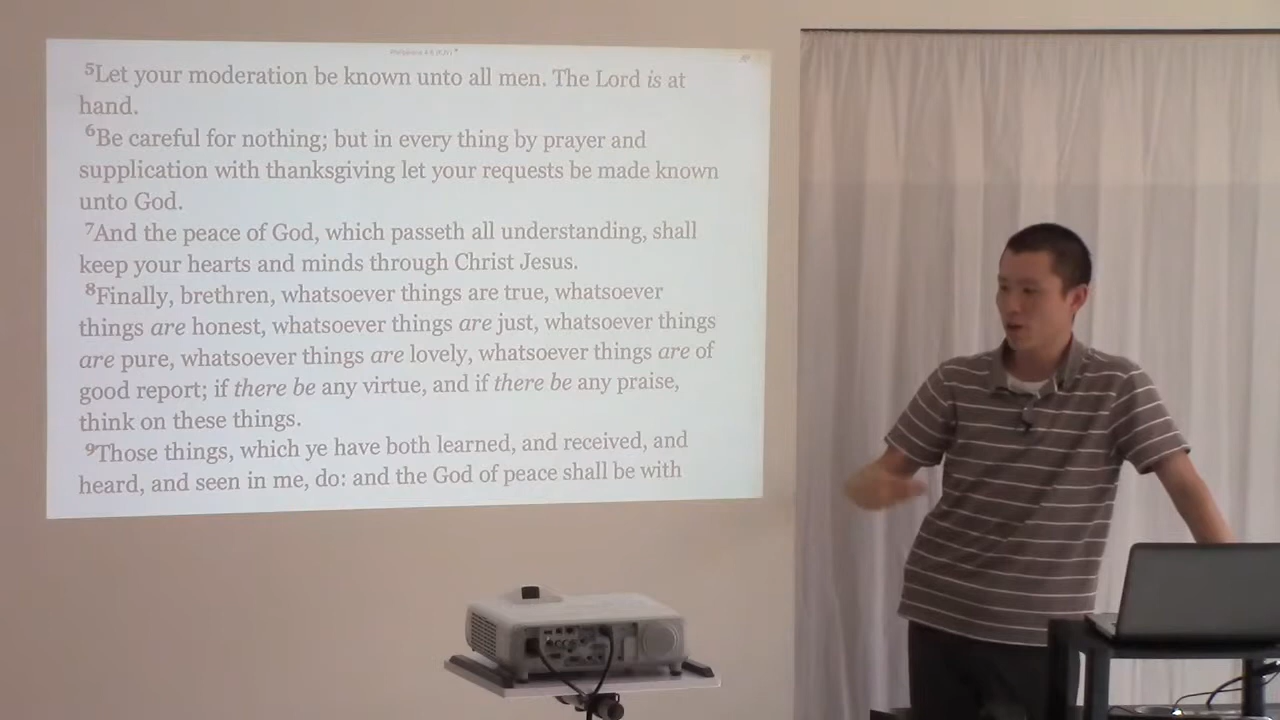 Philippians 4:8 (KJV)
⁵Let your moderation be known unto all men. The Lord is at
hand.
⁶Be careful for nothing; but in every thing by prayer and
supplication with thanksgiving let your requests be made known
unto God.
⁷And the peace of God, which passeth all understanding, shall
keep your hearts and minds through Christ Jesus.
⁸Finally, brethren, whatsoever things are true, whatsoever
things are honest, whatsoever things are just, whatsoever things
are pure, whatsoever things are lovely, whatsoever things are of
good report; if there be any virtue, and if there be any praise,
think on these things.
⁹Those things, which ye have both learned, and received, and
heard, and seen in me, do: and the God of peace shall be with